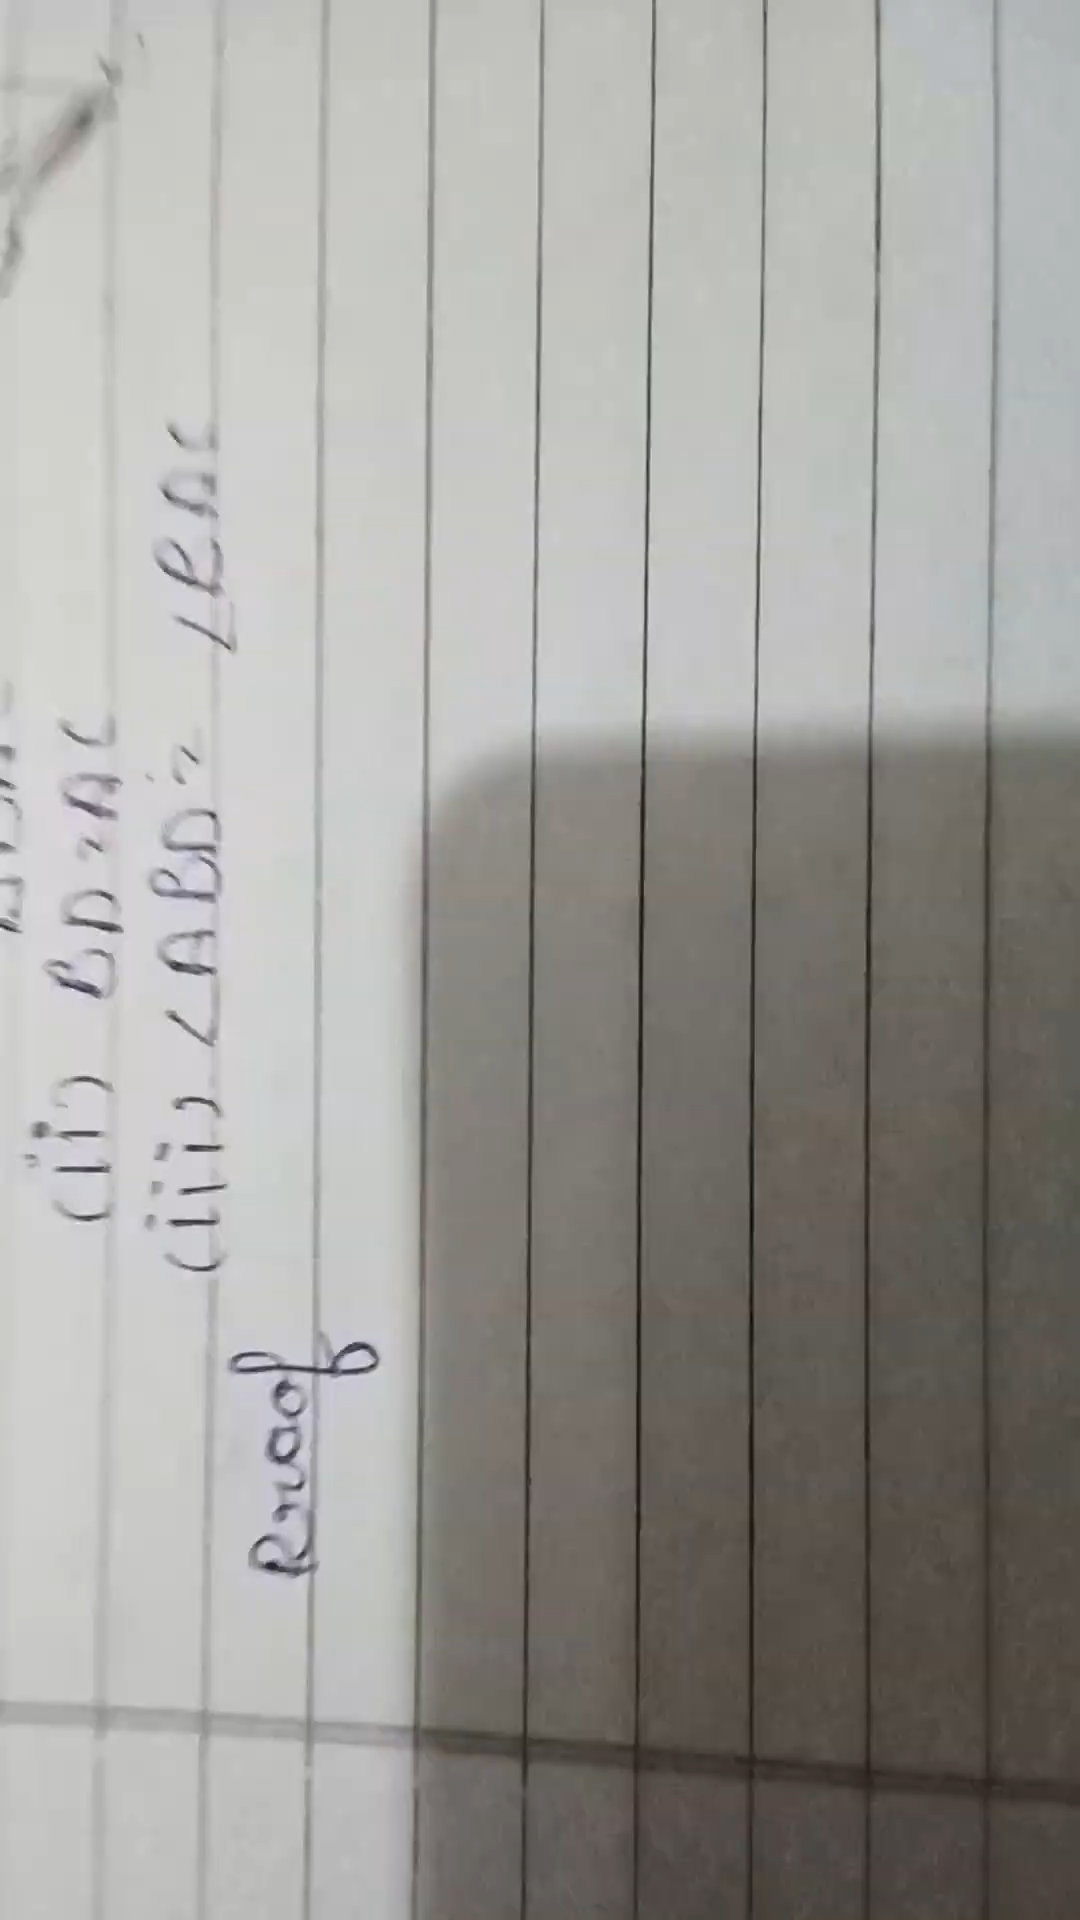 (ii) BD=AC
(iii) ∠ABD= ∠BAC
Proof